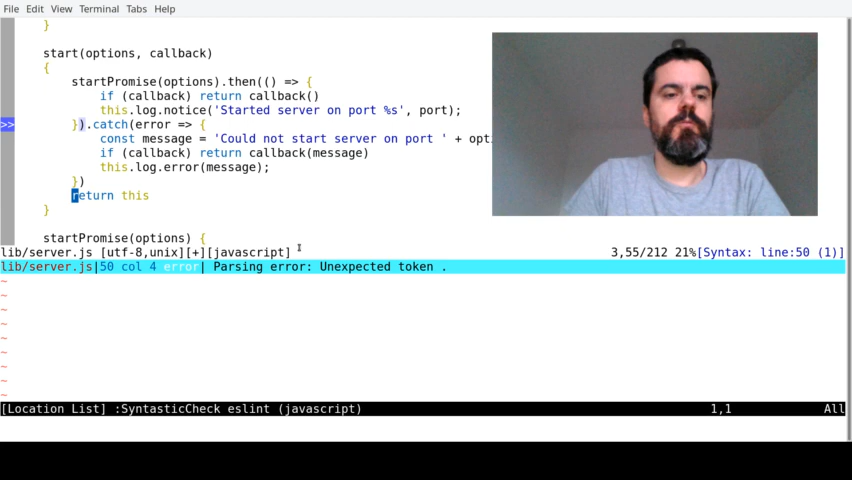 File Edit View Terminal Tabs Help
}
start(options, callback)
{
startPromise(options).then(() => {
if (callback) return callback()
this.log.notice('Started server on port %s', port);
>> }).catch(error => {
const message = 'Could not start server on port ' + opti
if (callback) return callback(message)
this.log.error(message);
})
return this
}
startPromise(options) {
lib/server.js [utf-8,unix][+][javascript] 3,55/212 21%[Syntax: line:50 (1)]
lib/server.js|50 col 4 error| Parsing error: Unexpected token .
~
~
~
~
~
~
~
~
~
[Location List] :SyntasticCheck eslint (javascript) 1,1 All